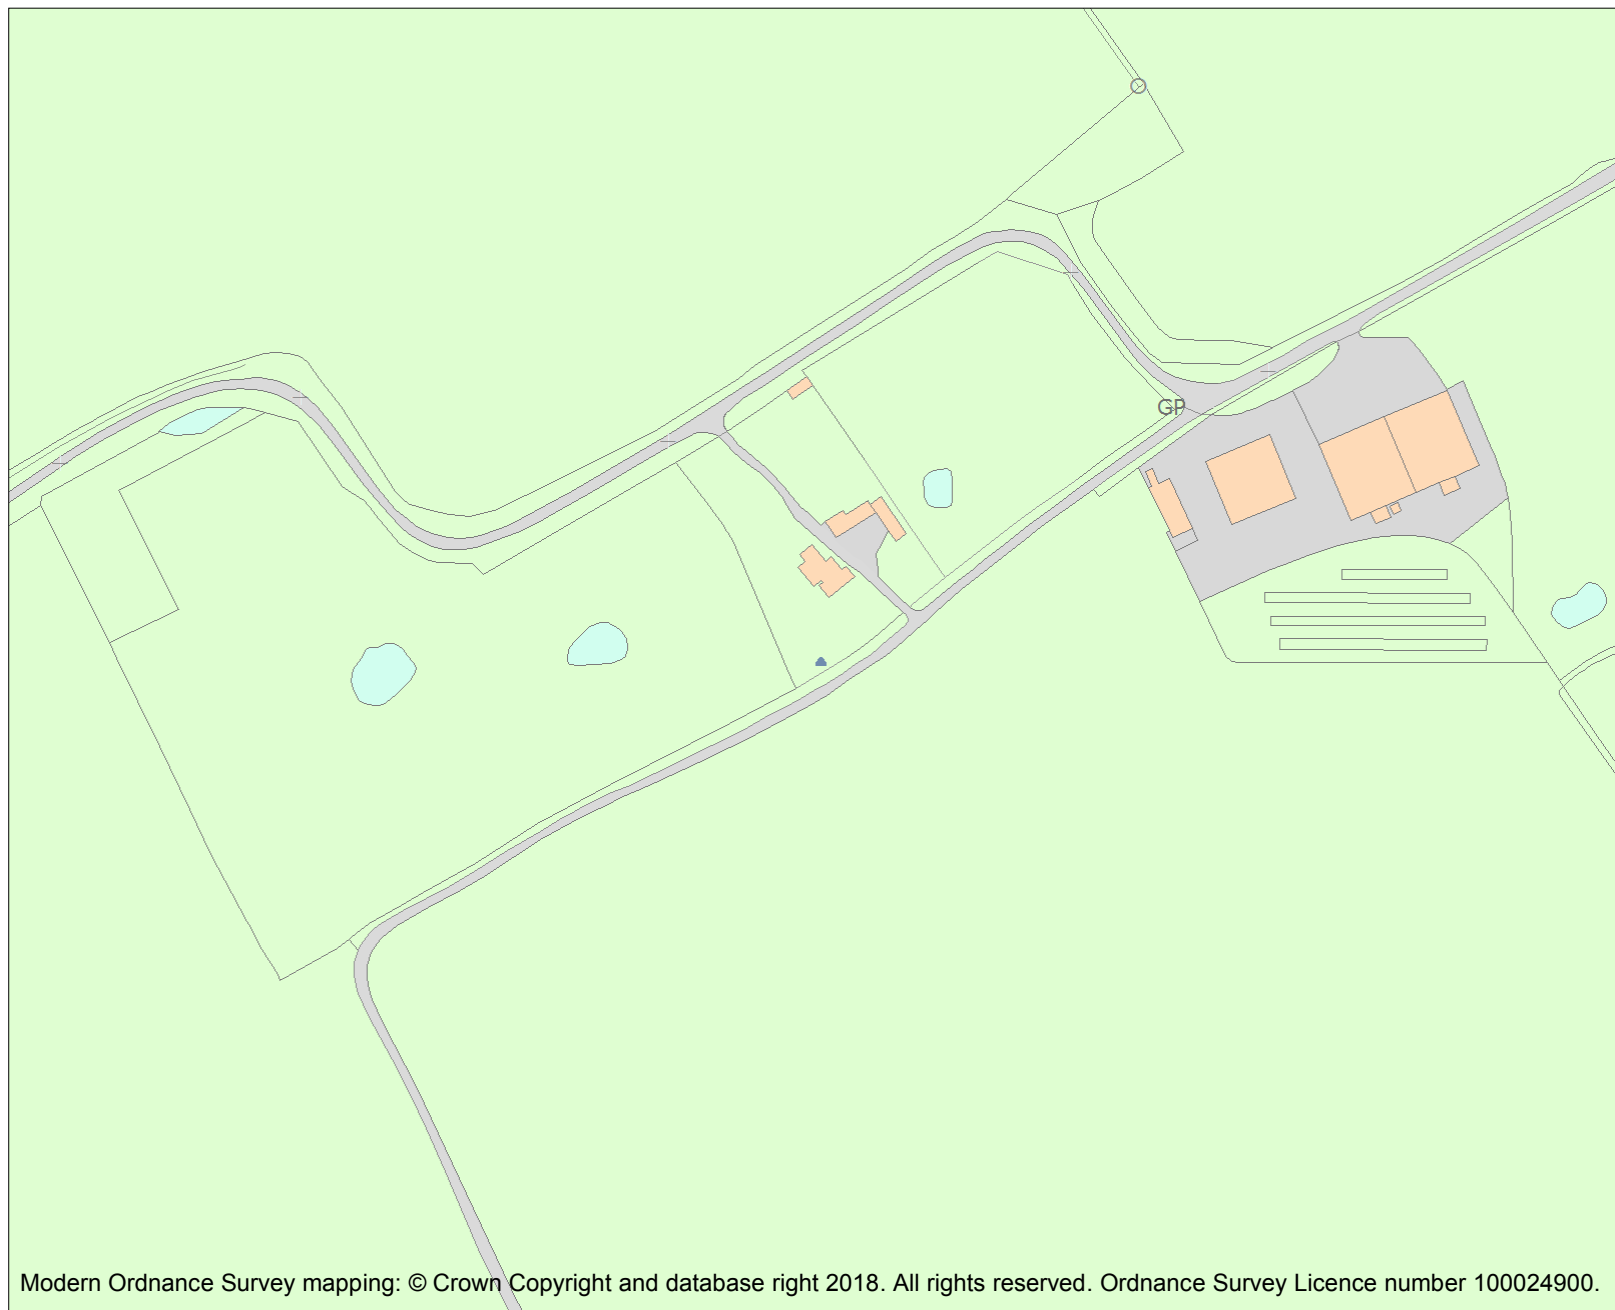 GP
Modern Ordnance Survey mapping: © Crown Copyright and database right 2018. All rights reserved. Ordnance Survey Licence number 100024900.